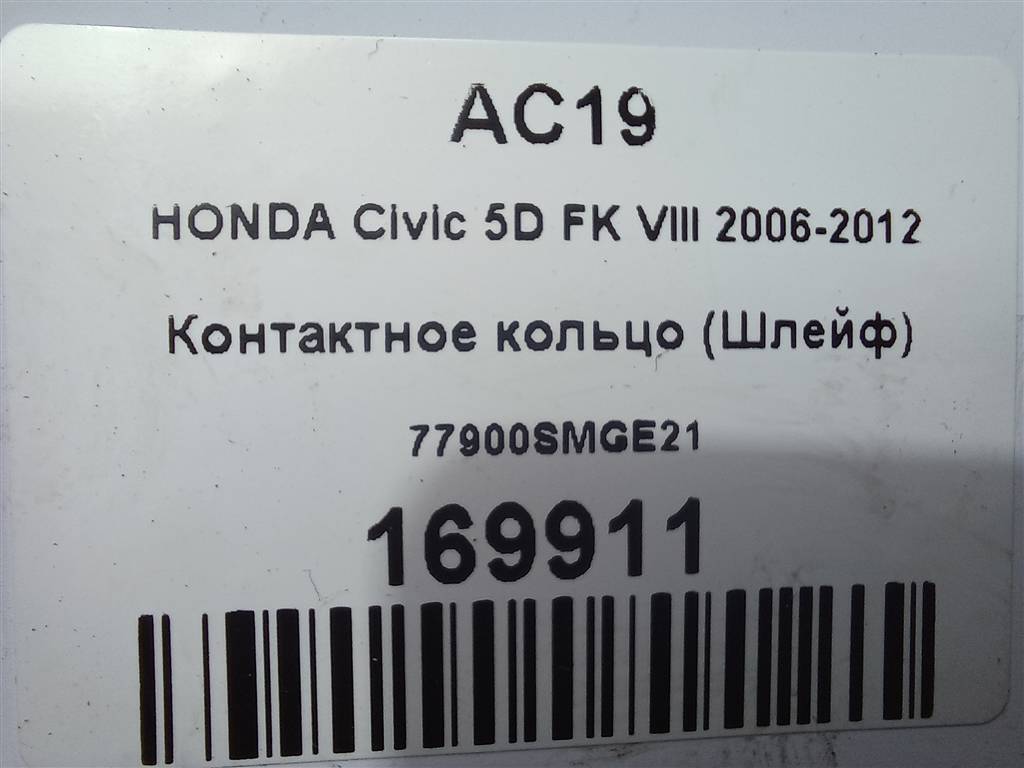 AC19
HONDA Civic 5D FK VIII 2006-2012
Контактное кольцо (Шлейф)
77900SMGE21
169911